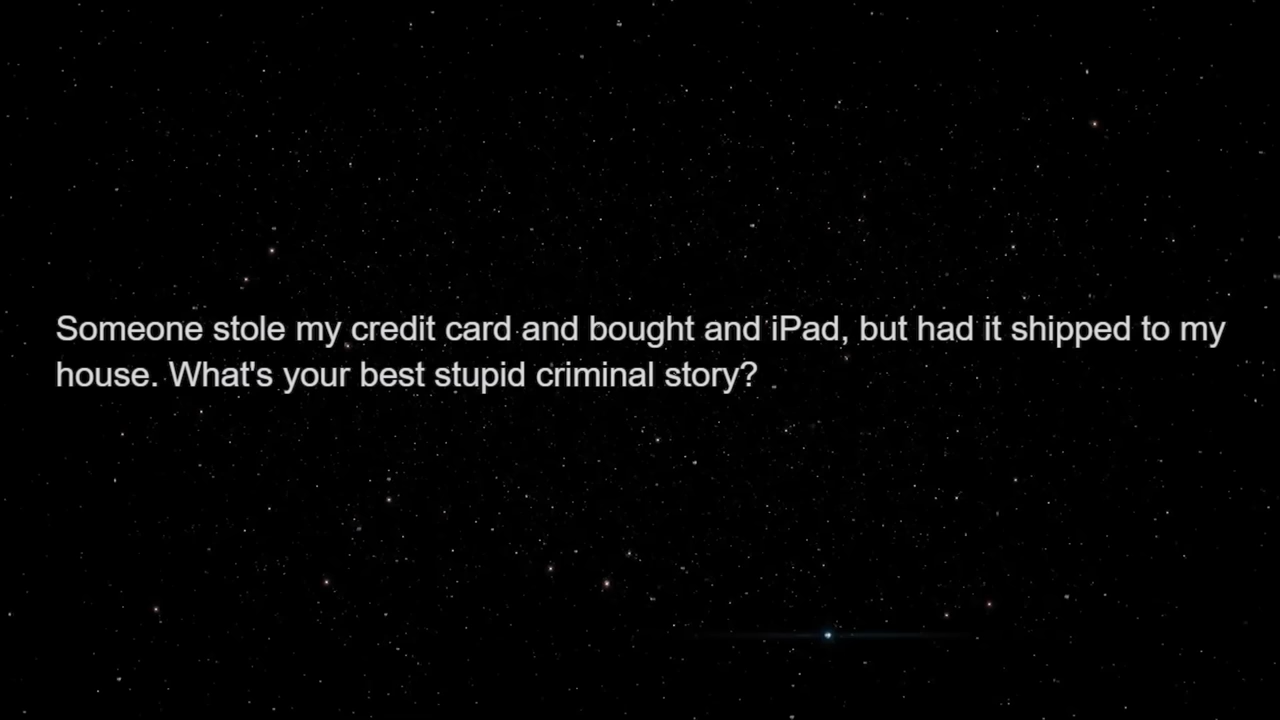 Someone stole my credit card and bought and iPad, but had it shipped to my
house. What's your best stupid criminal story?